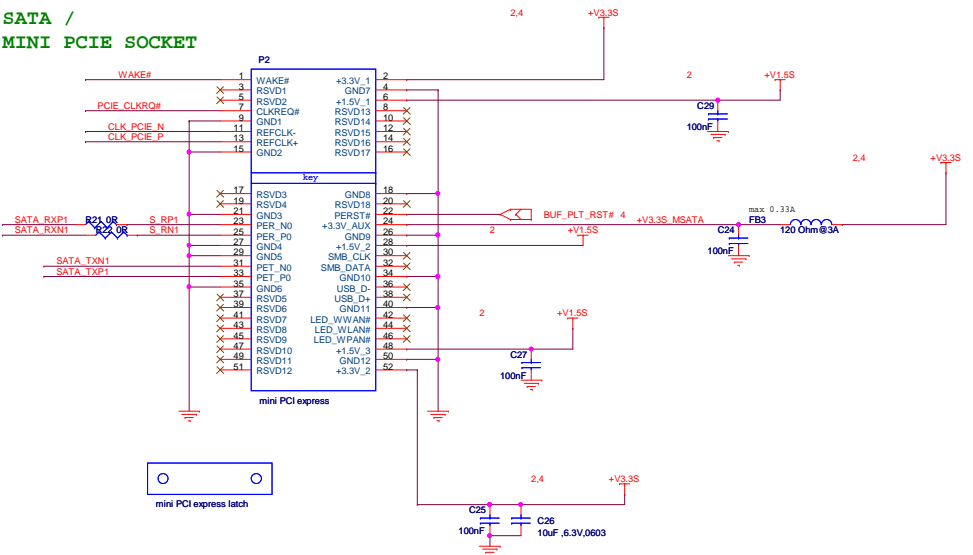 SATA /
MINI PCIE SOCKET
2,4 +V3.3S
P2
WAKE# 1 WAKE# +3.3V_1 2
3 RSVD1 GND7 4
5 RSVD2 +1.5V_1 6
2 +V1.5S
PCIE_CLKRQ# 7 CLKREQ# RSVD13 8
C29
100nF
9 GND1 RSVD14 10
CLK_PCIE_N 11 REFCLK- RSVD15 12
CLK_PCIE_P 13 REFCLK+ RSVD16 14
15 GND2 RSVD17 16
key
2,4 +V3.3S
17 RSVD3 GND8 18
19 RSVD4 RSVD18 20
21 GND3 PERST# 22 BUF_PLT_RST# 4
SATA_RXP1 R21 0R S_RP1 23 PER_N0 +3.3V_AUX 24 +V3.3S_MSATA
max 0.33A
FB3
120 Ohm@3A
C24
100nF
SATA_RXN1 R22 0R S_RN1 25 PER_P0 GND9 26
27 GND4 +1.5V_2 28 2 +V1.5S
29 GND5 SMB_CLK 30
SATA_TXN1 31 PET_N0 SMB_DATA 32
SATA_TXP1 33 PET_P0 GND10 34
35 GND6 USB_D- 36
37 RSVD5 USB_D+ 38
39 RSVD6 GND11 40
41 RSVD7 LED_WWAN# 42
43 RSVD8 LED_WLAN# 44
45 RSVD9 LED_WPAN# 46
47 RSVD10 +1.5V_3 48
49 RSVD11 GND12 50
51 RSVD12 +3.3V_2 52
2 +V1.5S
C27
100nF
mini PCI express
mini PCI express latch
2,4 +V3.3S
C25
100nF
C26
10uF ,6.3V,0603